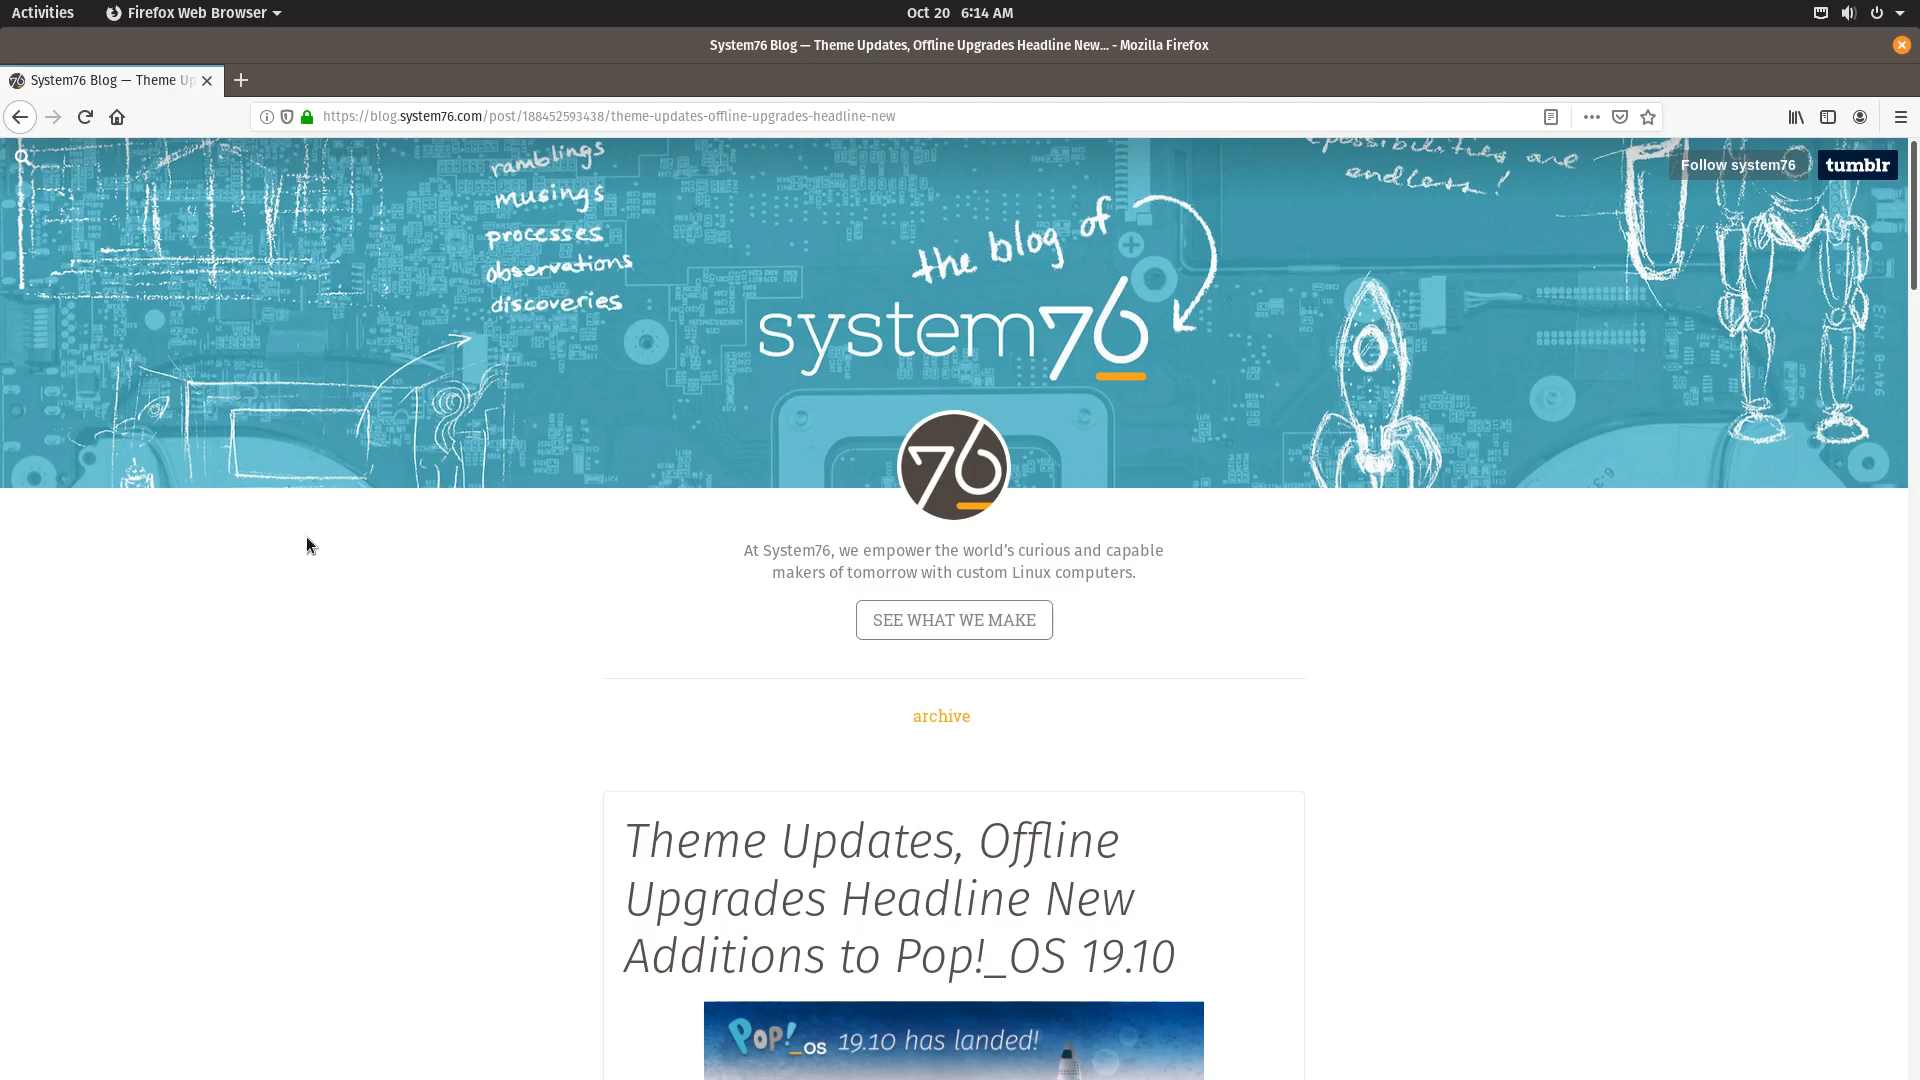 Activities
Firefox Web Browser
Oct 20 6:14 AM
System76 Blog — Theme Updates, Offline Upgrades Headline New... - Mozilla Firefox
System76 Blog — Theme Up
https://blog.system76.com/post/188452593438/theme-updates-offline-upgrades-headline-new
ramblings
musings
processes
observations
discoveries
the blog of
system76
possibilities are
endless!
Follow system76
tumblr
76
At System76, we empower the world's curious and capable
makers of tomorrow with custom Linux computers.
SEE WHAT WE MAKE
archive
Theme Updates, Offline
Upgrades Headline New
Additions to Pop!_OS 19.10
Pop!_OS 19.10 has landed!